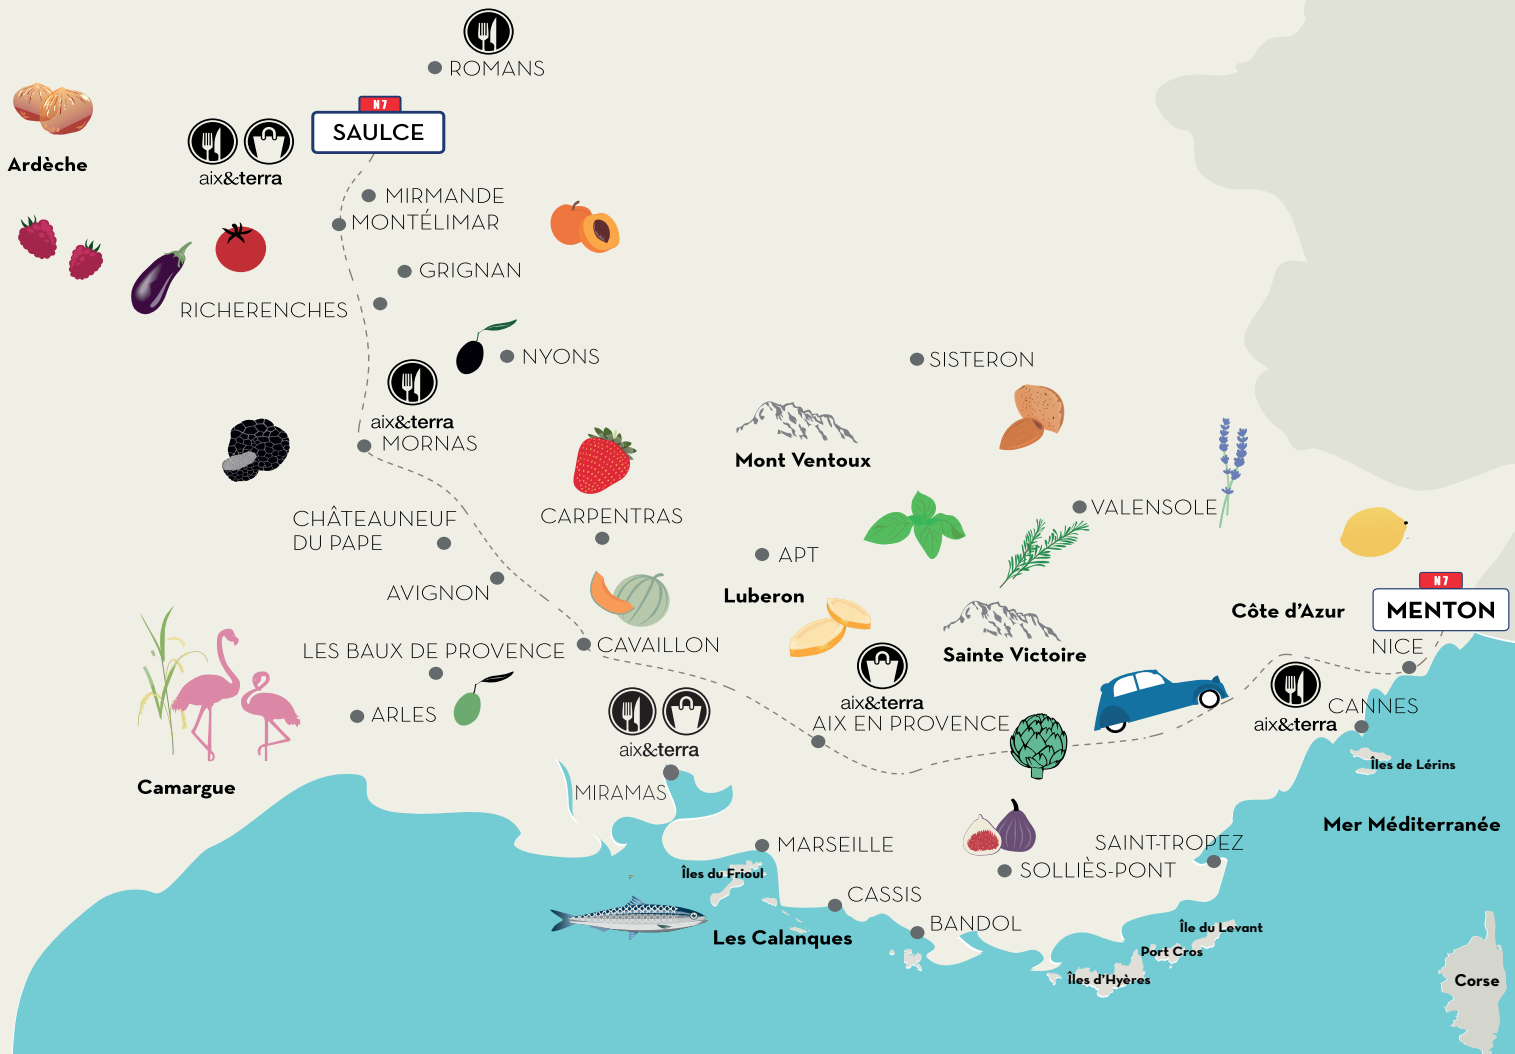 ROMANS
N7
SAULCE
Ardèche
aix&terra
MIRMANDE
MONTÉLIMAR
GRIGNAN
RICHERENCHES
NYONS
SISTERON
aix&terra
MORNAS
Mont Ventoux
CHÂTEAUNEUF
DU PAPE
CARPENTRAS
VALENSOLE
APT
AVIGNON
Luberon
N7
MENTON
Côte d'Azur
LES BAUX DE PROVENCE
CAVAILLON
Sainte Victoire
NICE
aix&terra
AIX EN PROVENCE
ARLES
CANNES
aix&terra
aix&terra
Îles de Lérins
Camargue
MIRAMAS
Mer Méditerranée
MARSEILLE
SAINT-TROPEZ
Îles du Frioul
SOLLIÈS-PONT
CASSIS
BANDOL
Île du Levant
Les Calanques
Port Cros
Îles d'Hyères
Corse